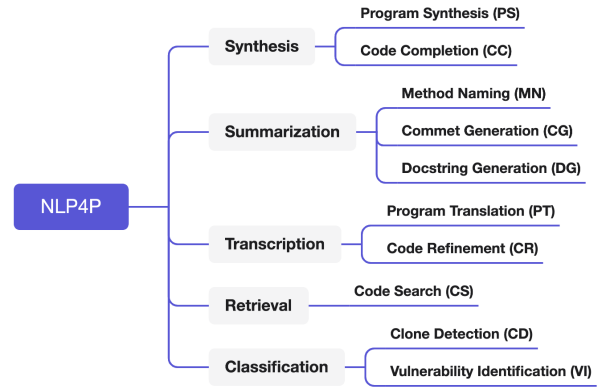 NLP4P
Synthesis
Program Synthesis (PS)
Code Completion (CC)
Summarization
Method Naming (MN)
Commet Generation (CG)
Docstring Generation (DG)
Transcription
Program Translation (PT)
Code Refinement (CR)
Retrieval
Code Search (CS)
Classification
Clone Detection (CD)
Vulnerability Identification (VI)